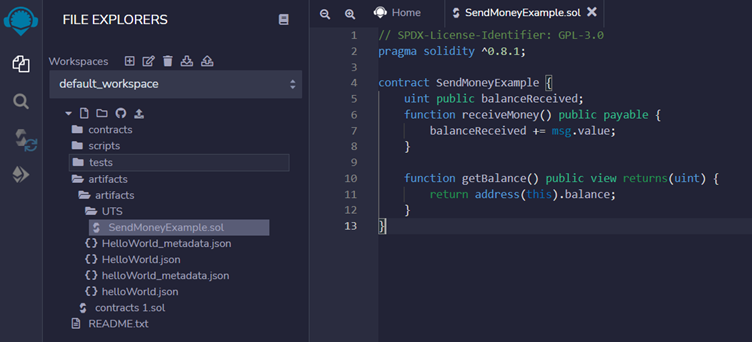 FILE EXPLORERS
Workspaces
default_workspace
contracts
scripts
tests
artifacts
artifacts
UTS
SendMoneyExample.sol
HelloWorld_metadata.json
HelloWorld.json
helloWorld_metadata.json
helloWorld.json
contracts 1.sol
README.txt
Home
SendMoneyExample.sol
1 // SPDX-License-Identifier: GPL-3.0
2 pragma solidity ^0.8.1;
3
4 contract SendMoneyExample {
5 uint public balanceReceived;
6 function receiveMoney() public payable {
7 balanceReceived += msg.value;
8 }
9
10 function getBalance() public view returns(uint) {
11 return address(this).balance;
12 }
13 }